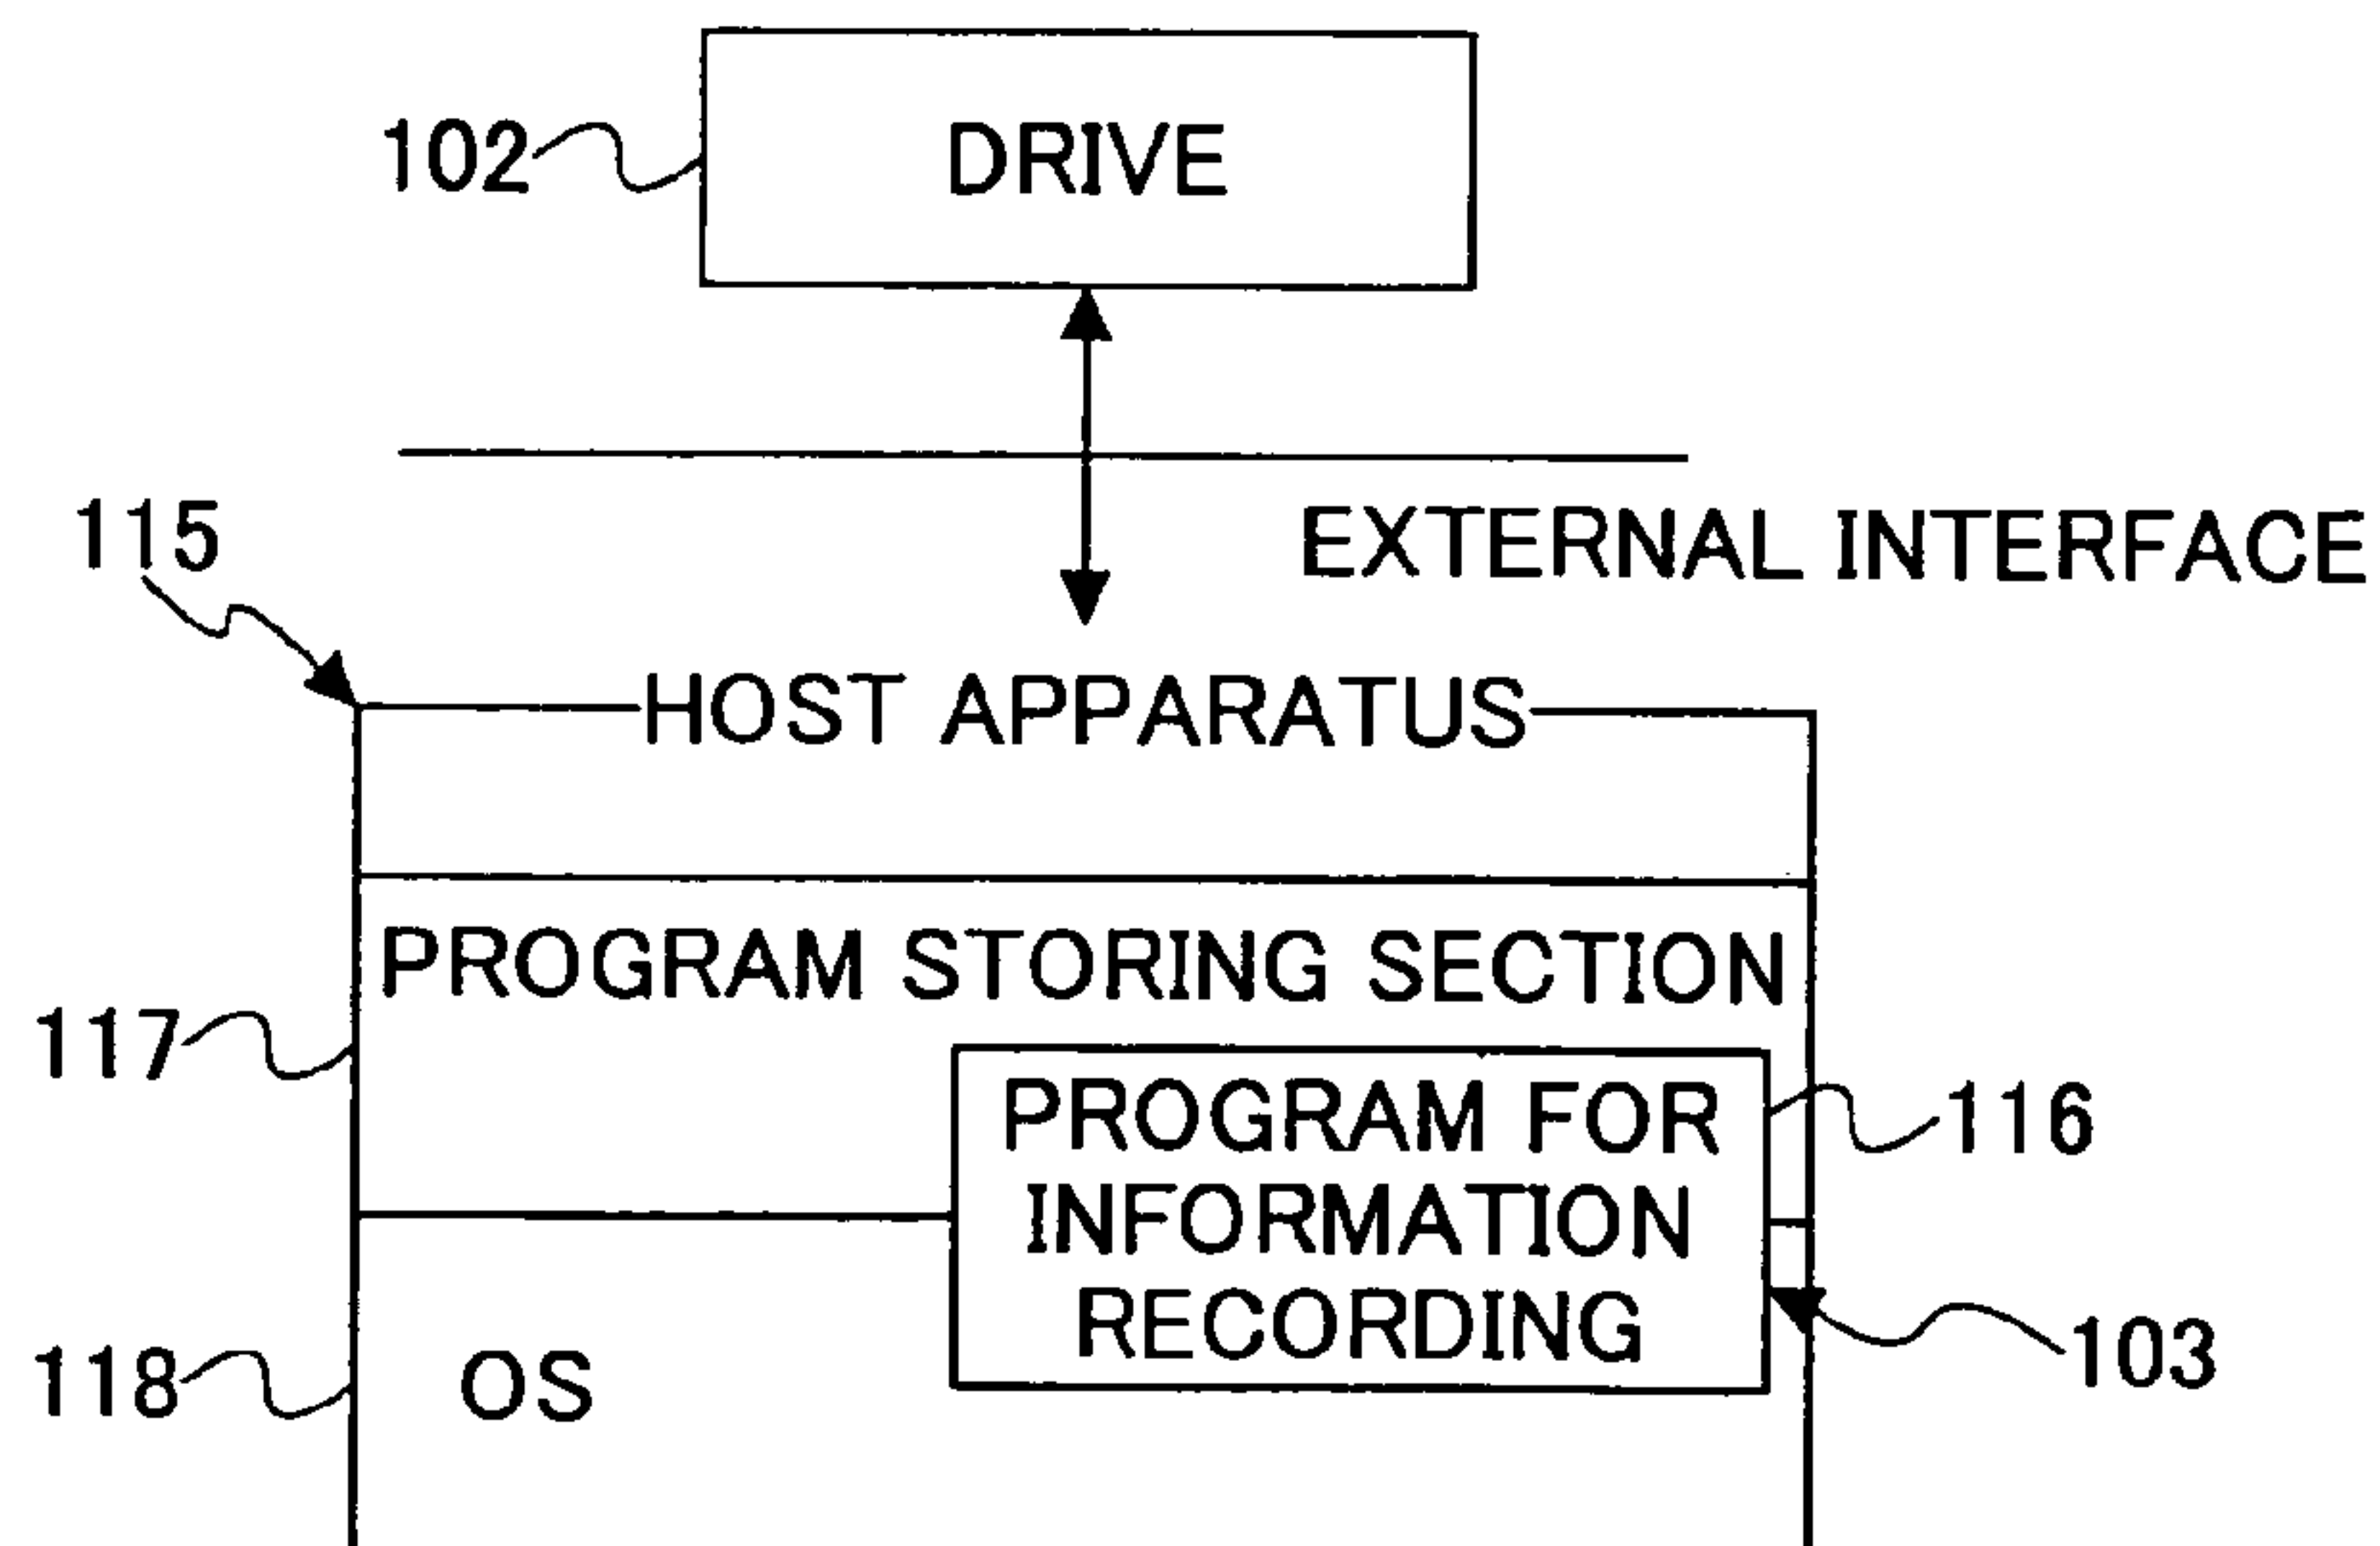 102
DRIVE
115
EXTERNAL INTERFACE
HOST APPARATUS
PROGRAM STORING SECTION
117
PROGRAM FOR
INFORMATION
RECORDING
116
118
OS
103